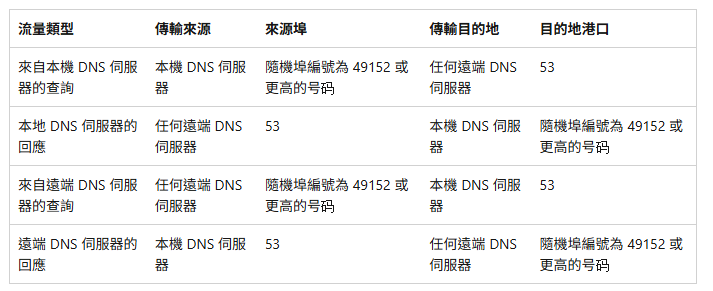 流量類型 傳輸來源 來源埠 傳輸目的地 目的地港口
來自本機 DNS 伺服 本機 DNS 伺服 隨機埠編號為 49152 或 任何遠端 DNS 53
器的查詢 器 更高的号码 伺服器
本地 DNS 伺服器的 任何遠端 DNS 53 本機 DNS 伺服 隨機埠編號為 49152 或
回應 伺服器 器 更高的号码
來自遠端 DNS 伺服 任何遠端 DNS 隨機埠編號為 49152 或 本機 DNS 伺服 53
器的查詢 伺服器 更高的号码 器
遠端 DNS 伺服器的 本機 DNS 伺服 53 任何遠端 DNS 隨機埠編號為 49152 或
回應 器 伺服器 更高的号码